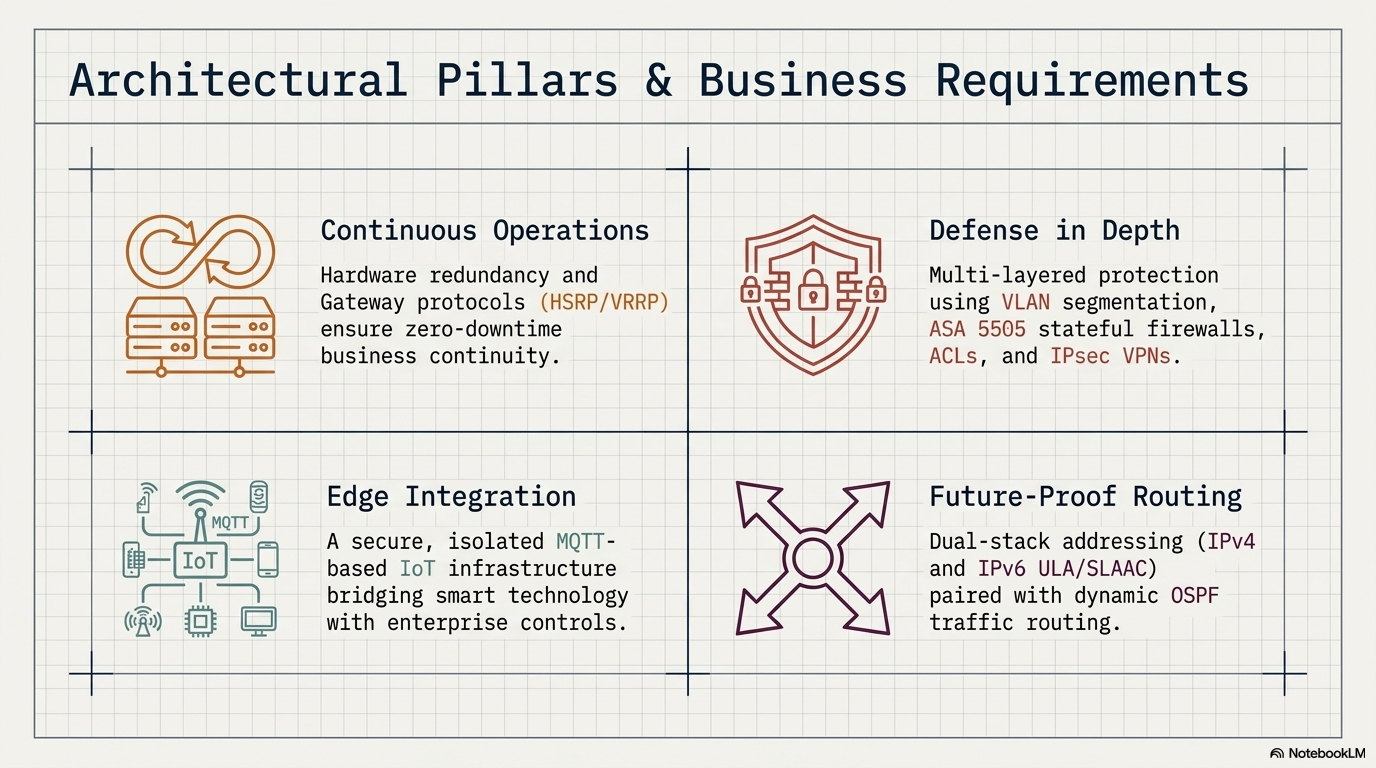 Architectural Pillars & Business Requirements
Continuous Operations
Hardware redundancy and
Gateway protocols (HSRP/VRRP)
ensure zero-downtime
business continuity.
Defense in Depth
Multi-layered protection
using VLAN segmentation,
ASA 5505 stateful firewalls,
ACLs, and IPsec VPNs.
MQTT
IoT
Edge Integration
A secure, isolated MQTT-
based IoT infrastructure
bridging smart technology
with enterprise controls.
Future-Proof Routing
Dual-stack addressing (IPv4
and IPv6 ULA/SLAAC)
paired with dynamic OSPF
traffic routing.
NotebookLM